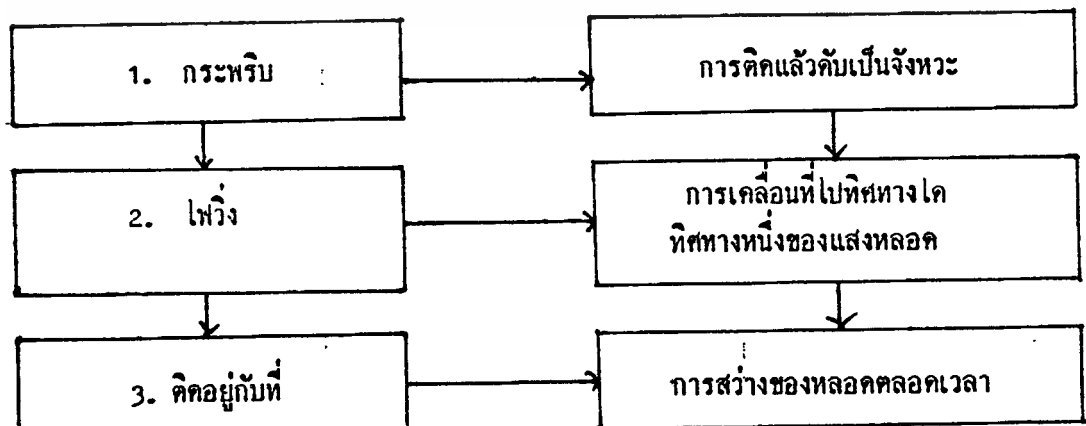 1. กระพริบ
การติดแล้วดับเป็นจังหวะ
2. ไฟวิ่ง
การเคลื่อนที่ไปทิศทางใด
ทิศทางหนึ่งของแสงหลอด
3. ติดอยู่กับที่
การสว่างของหลอดตลอดเวลา